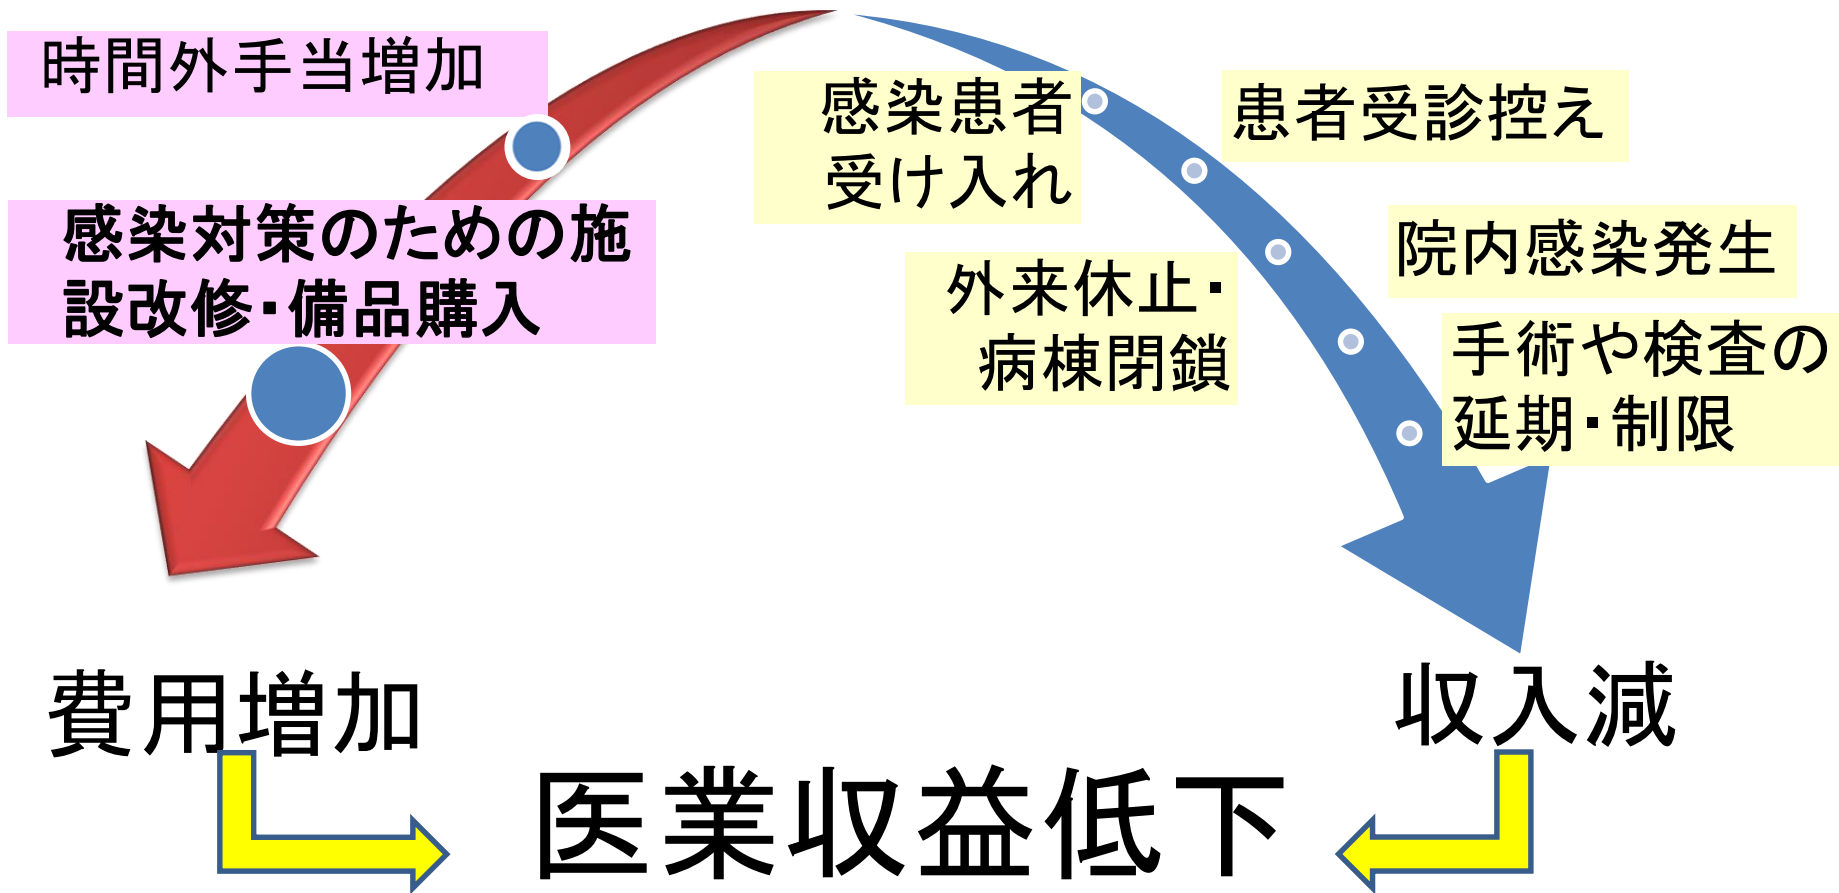 時間外手当増加
感染対策のための施
設改修・備品購入
感染患者
受け入れ
外来休止・
病棟閉鎖
患者受診控え
院内感染発生
手術や検査の
延期・制限
費用増加
収入減
医業収益低下